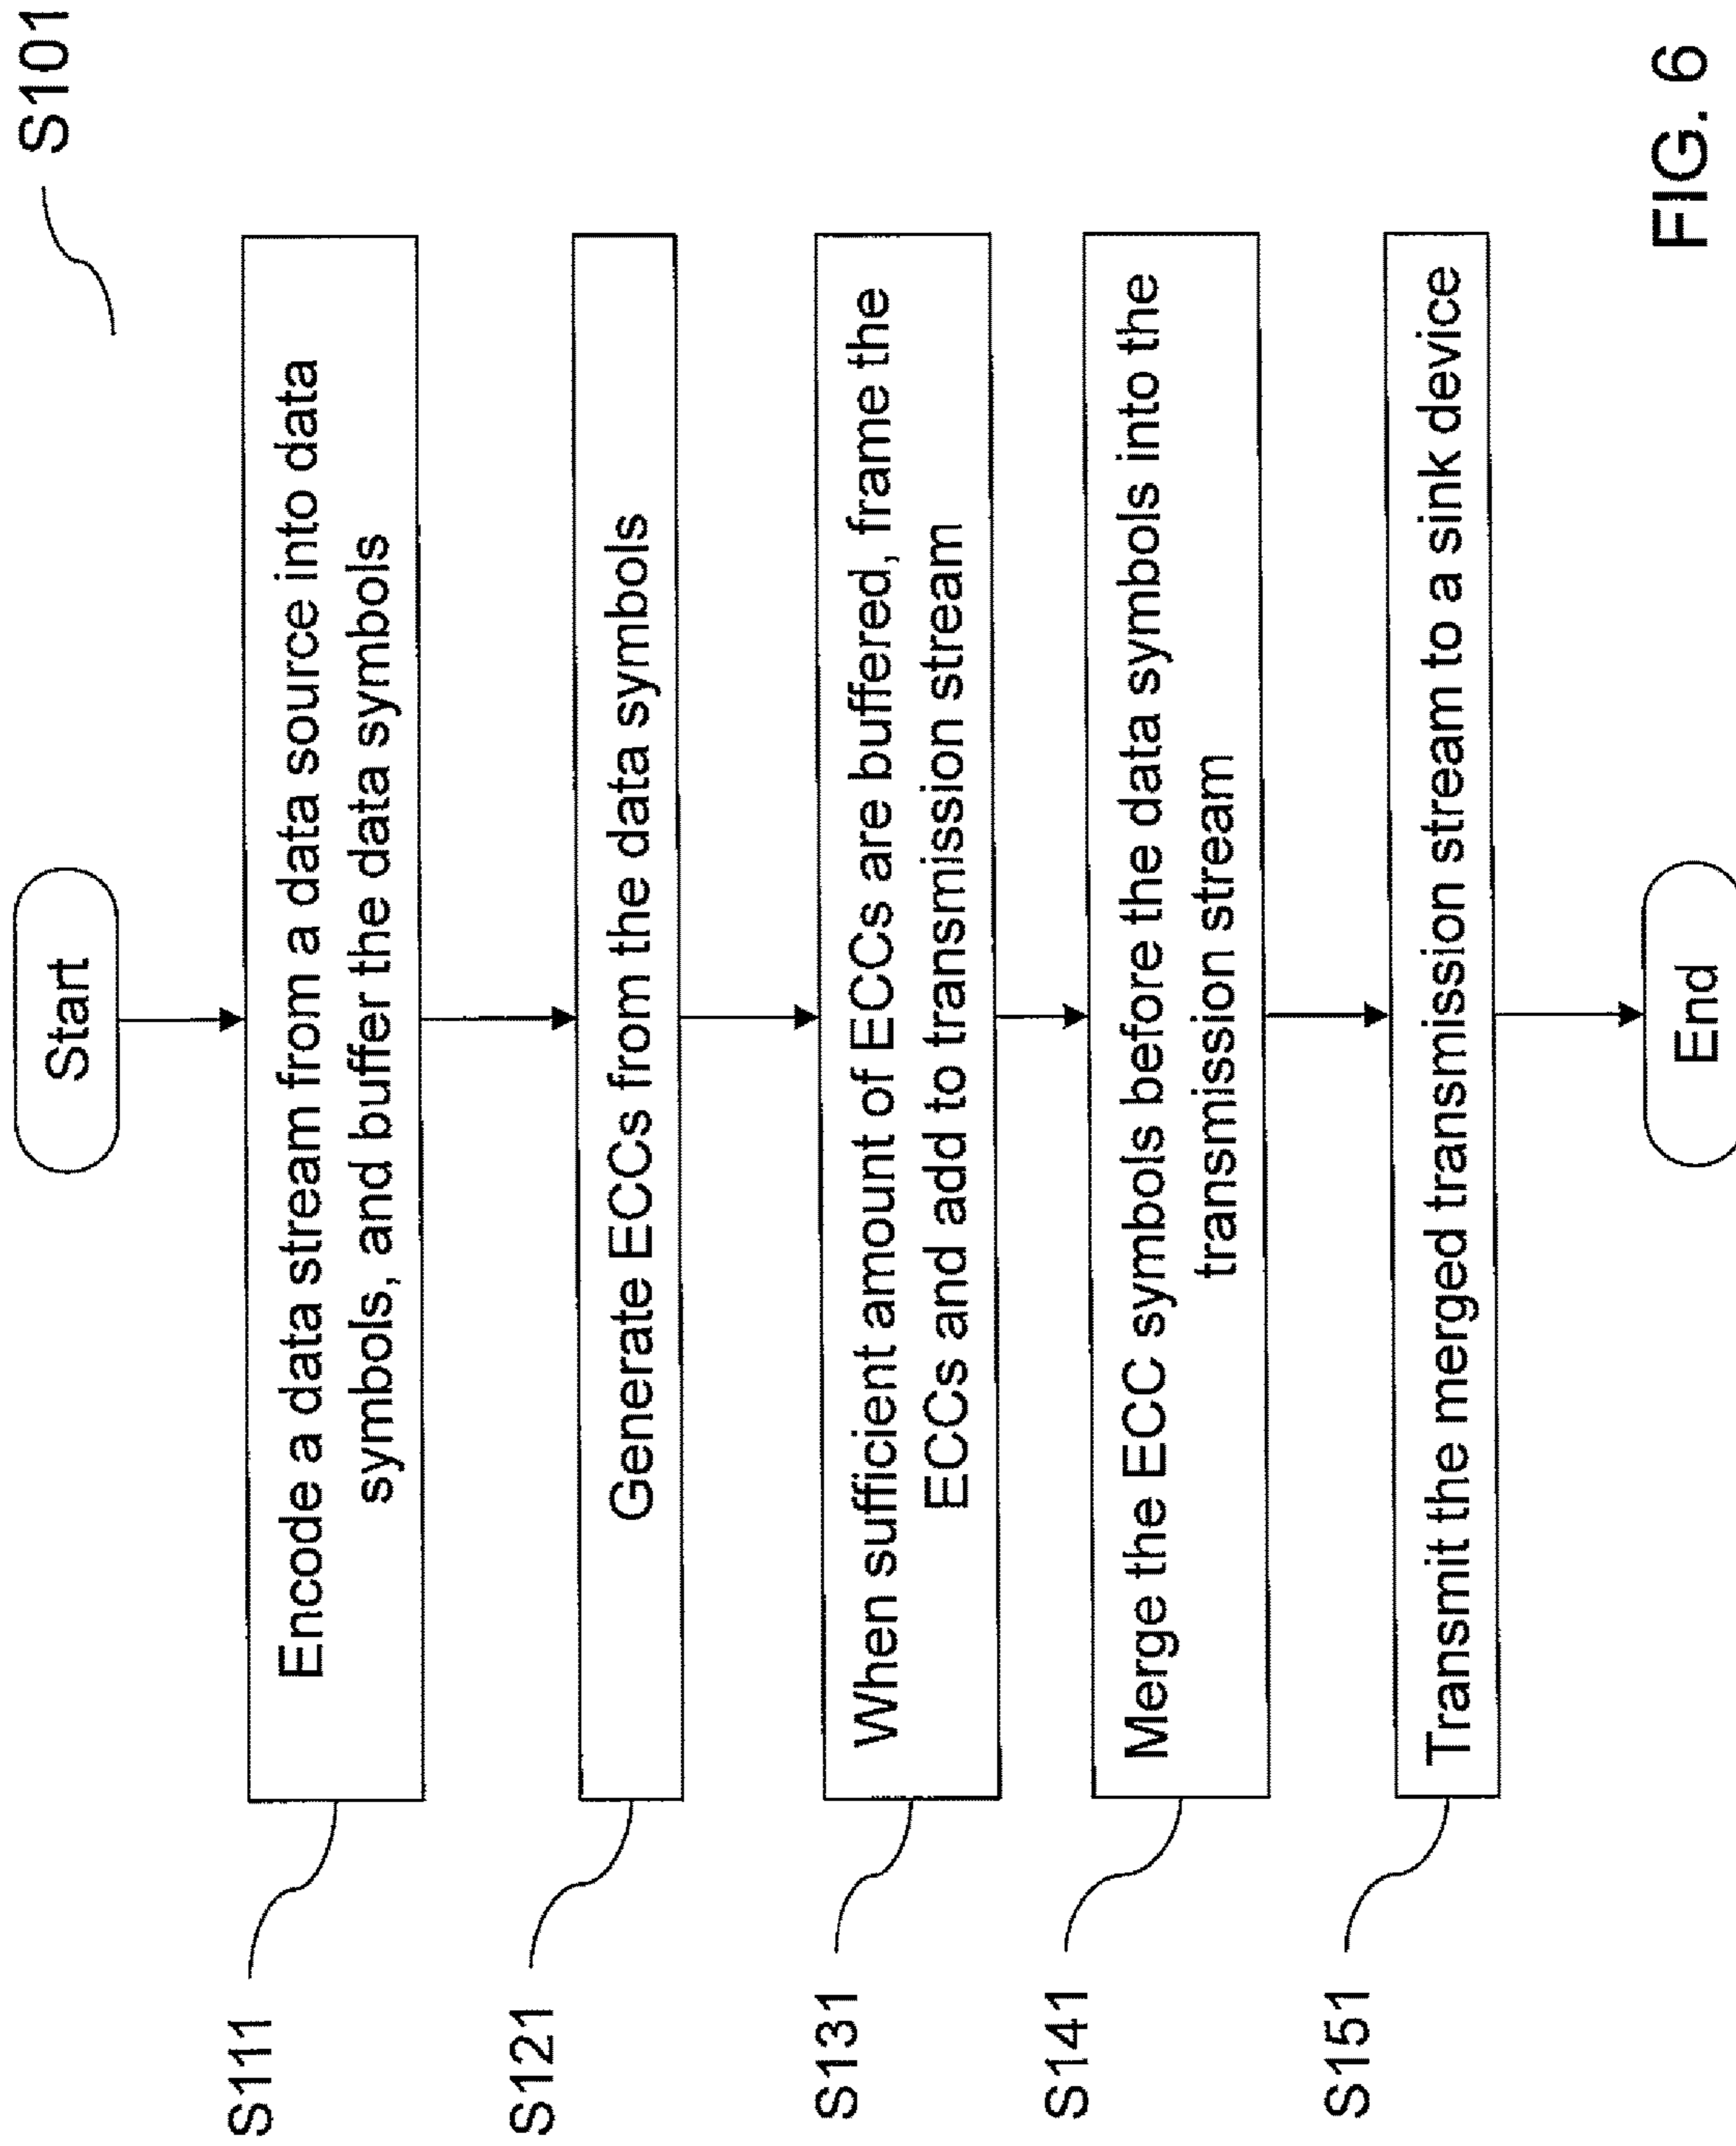 S101
Start
S111
Encode a data stream from a data source into data
symbols, and buffer the data symbols
S121
Generate ECCs from the data symbols
S131
When sufficient amount of ECCs are buffered, frame the
ECCs and add to transmission stream
S141
Merge the ECC symbols before the data symbols into the
transmission stream
S151
Transmit the merged transmission stream to a sink device
End
FIG. 6